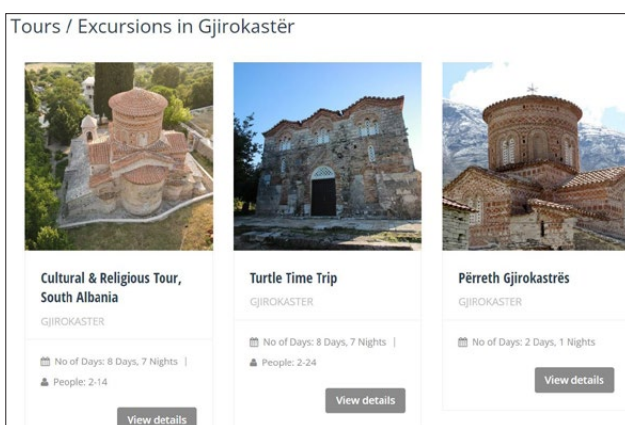 Tours / Excursions in Gjirokastër
Cultural & Religious Tour,
South Albania
GJIROKASTER
No of Days: 8 Days, 7 Nights |
People: 2-14
View details
Turtle Time Trip
GJIROKASTER
No of Days: 8 Days, 7 Nights |
People: 2-24
View details
Përreth Gjirokastrës
GJIROKASTER
No of Days: 2 Days, 1 Nights
View details